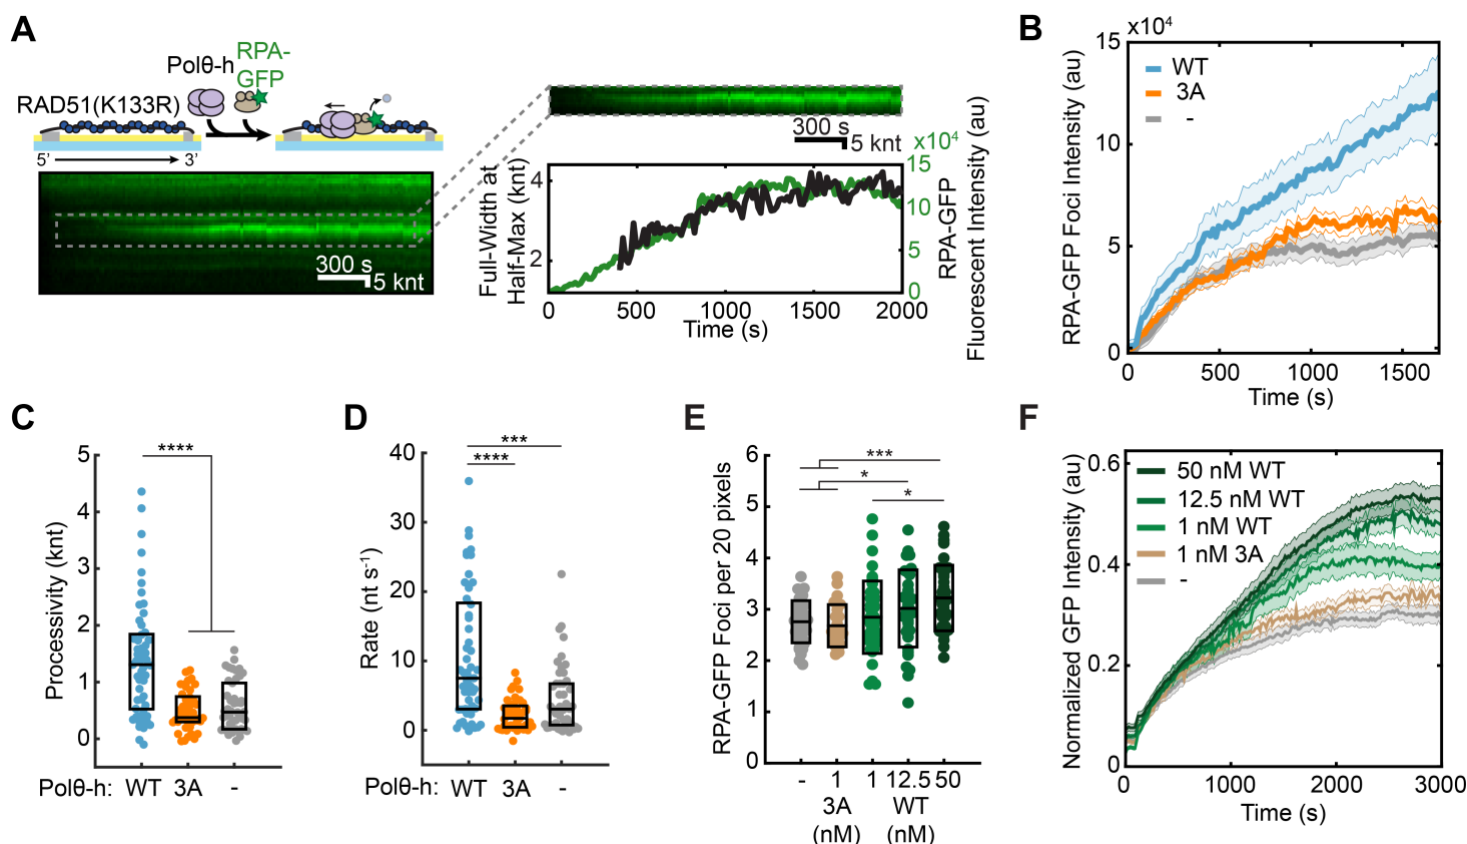 A
RAD51(K133R)
Polθ-h
RPA-
GFP
5' 3'
300 s
5 knt
300 s
5 knt
Full-Width at
Half-Max (knt)
4
2
x10⁴
15
10
5
0
RPA-GFP
Fluorescent Intensity (au)
0 500 1000 1500 2000
Time (s)
B
x10⁴
15
10
5
0
RPA-GFP Foci Intensity (au)
WT
3A
-
0 500 1000 1500
Time (s)
C
Processivity (knt)
5
4
3
2
1
0
****
Polθ-h: WT 3A -
D
Rate (nt s⁻¹)
40
30
20
10
0
***
****
Polθ-h: WT 3A -
E
RPA-GFP Foci per 20 pixels
6
5
4
3
2
1
0
***
*
*
- 1 1 12.5 50
3A WT
(nM) (nM)
F
Normalized GFP Intensity (au)
0.6
0.4
0.2
0
50 nM WT
12.5 nM WT
1 nM WT
1 nM 3A
-
0 1000 2000 3000
Time (s)